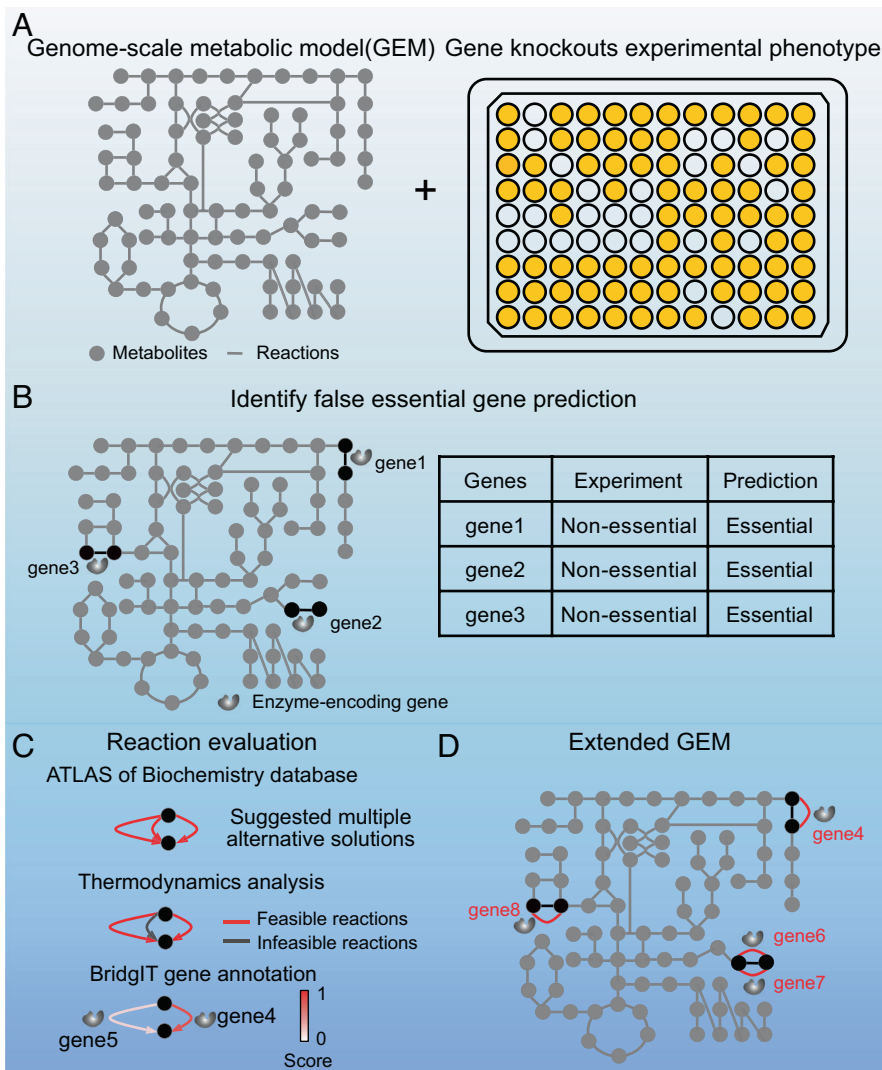 A
Genome-scale metabolic model(GEM)
Gene knockouts experimental phenotype
+
Metabolites
Reactions
B
Identify false essential gene prediction
gene1
gene3
gene2
Enzyme-encoding gene
Genes Experiment Prediction
gene1 Non-essential Essential
gene2 Non-essential Essential
gene3 Non-essential Essential
C
Reaction evaluation
ATLAS of Biochemistry database
Suggested multiple
alternative solutions
Thermodynamics analysis
Feasible reactions
Infeasible reactions
BridgIT gene annotation
gene5
gene4
1
0
Score
D
Extended GEM
gene4
gene8
gene6
gene7